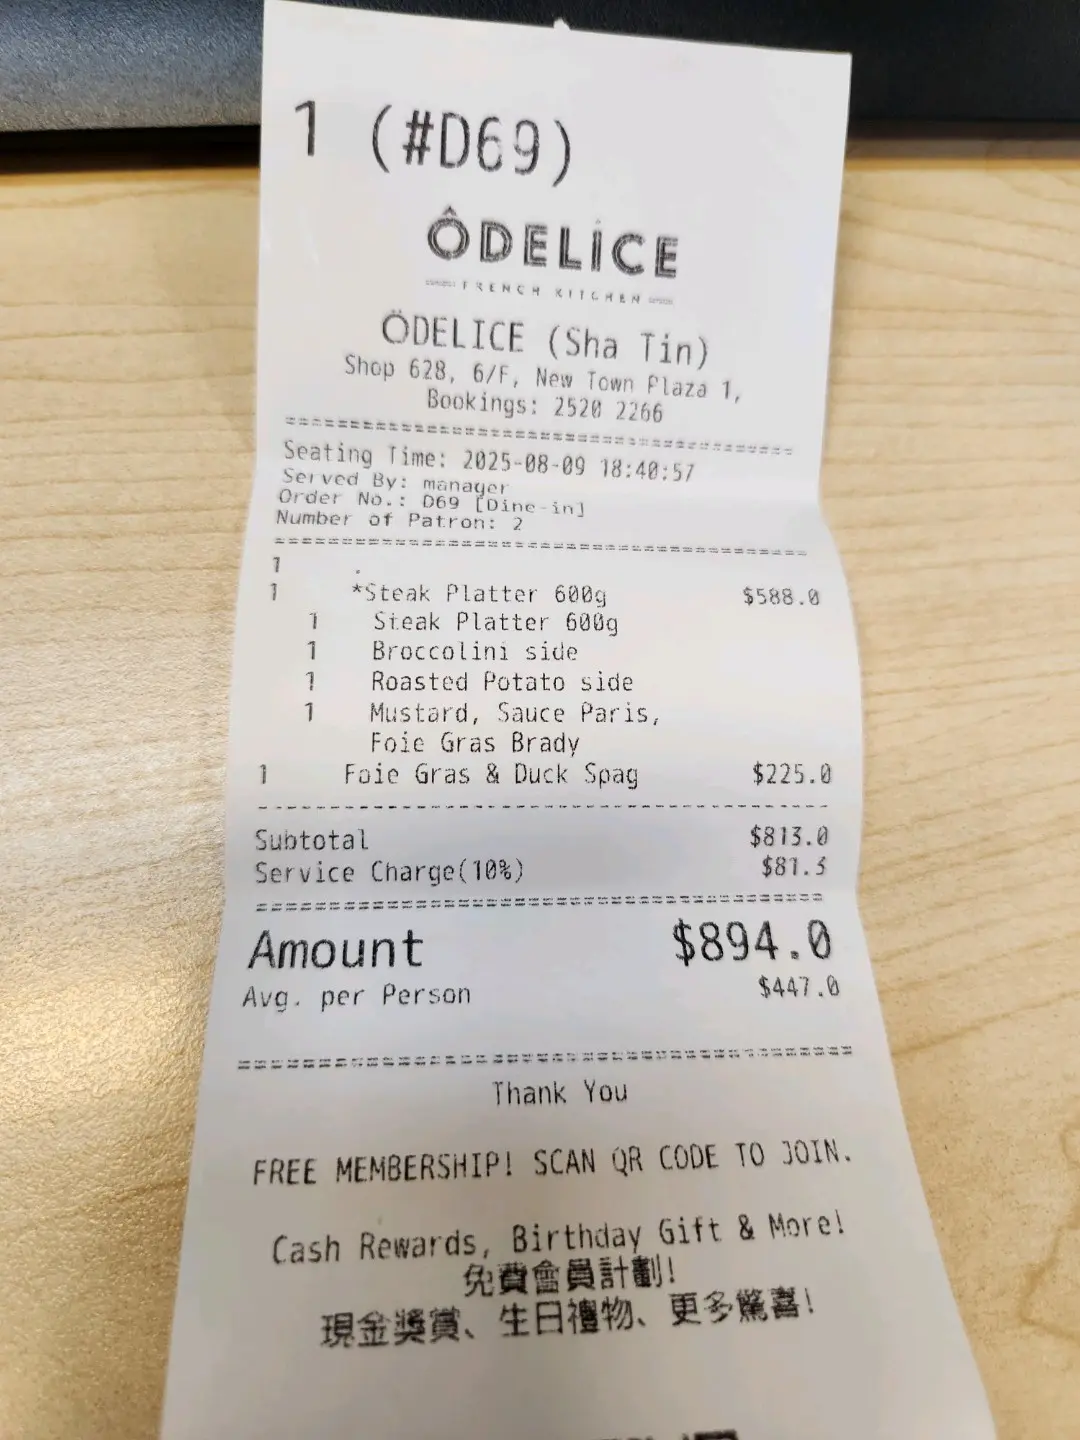 1 (#D69)
ÔDELİCE
FRENCH KITCHEN
ÖDELICE (Sha Tin)
Shop 628, 6/F, New Town Plaza 1,
Bookings: 2520 2266
Seating Time: 2025-08-09 18:40:57
Served By: manager
Order No.: D69 [Dine-in]
Number of Patron: 2
1 .
1 *Steak Platter 600g $588.0
1 Steak Platter 600g
1 Broccolini side
1 Roasted Potato side
1 Mustard, Sauce Paris,
Foie Gras Brady
1 Foie Gras & Duck Spag $225.0
Subtotal $813.0
Service Charge(10%) $81.3
Amount $894.0
Avg. per Person $447.0
Thank You
FREE MEMBERSHIP! SCAN QR CODE TO JOIN.
Cash Rewards, Birthday Gift & More!
免費會員計劃!
現金獎賞、生日禮物、更多驚喜!